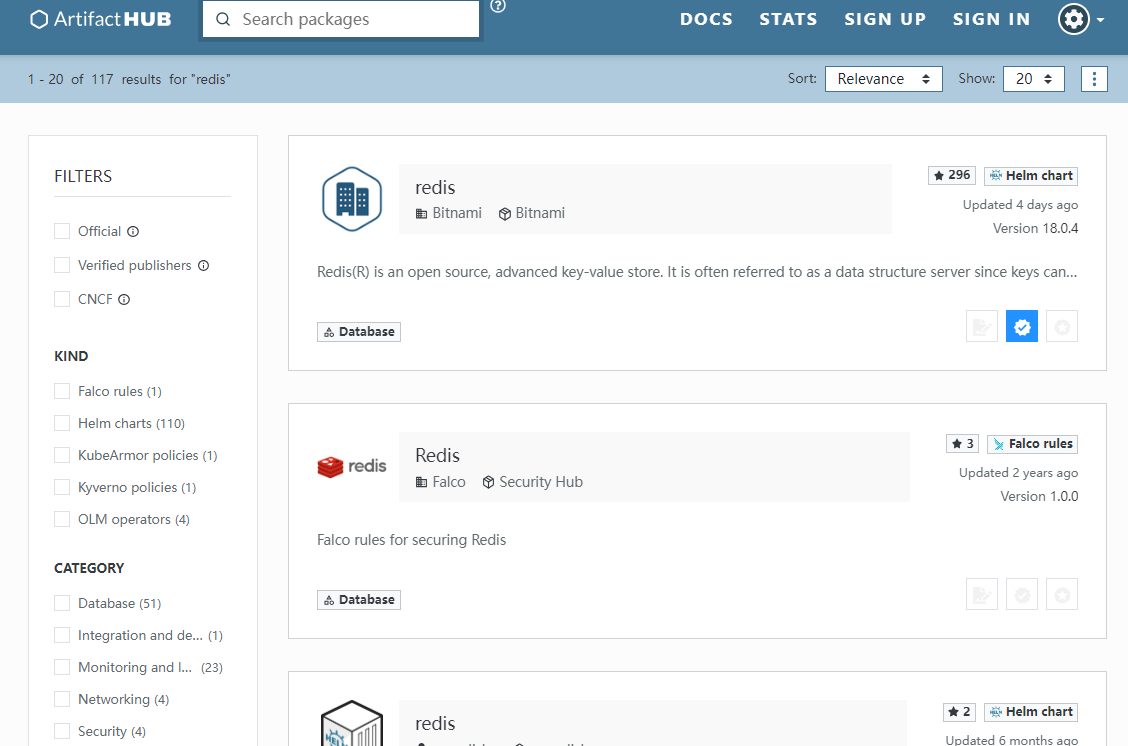 ArtifactHUB
Search packages
DOCS STATS SIGN UP SIGN IN
1 - 20 of 117 results for "redis"
Sort: Relevance Show: 20
FILTERS
Official
Verified publishers
CNCF
KIND
Falco rules (1)
Helm charts (110)
KubeArmor policies (1)
Kyverno policies (1)
OLM operators (4)
CATEGORY
Database (51)
Integration and de... (1)
Monitoring and l... (23)
Networking (4)
Security (4)
redis
Bitnami Bitnami
296 Helm chart
Updated 4 days ago
Version 18.0.4
Redis(R) is an open source, advanced key-value store. It is often referred to as a data structure server since keys can...
Database
redis
Redis
Falco Security Hub
3 Falco rules
Updated 2 years ago
Version 1.0.0
Falco rules for securing Redis
Database
HELM
redis
2 Helm chart
Updated 6 months ago